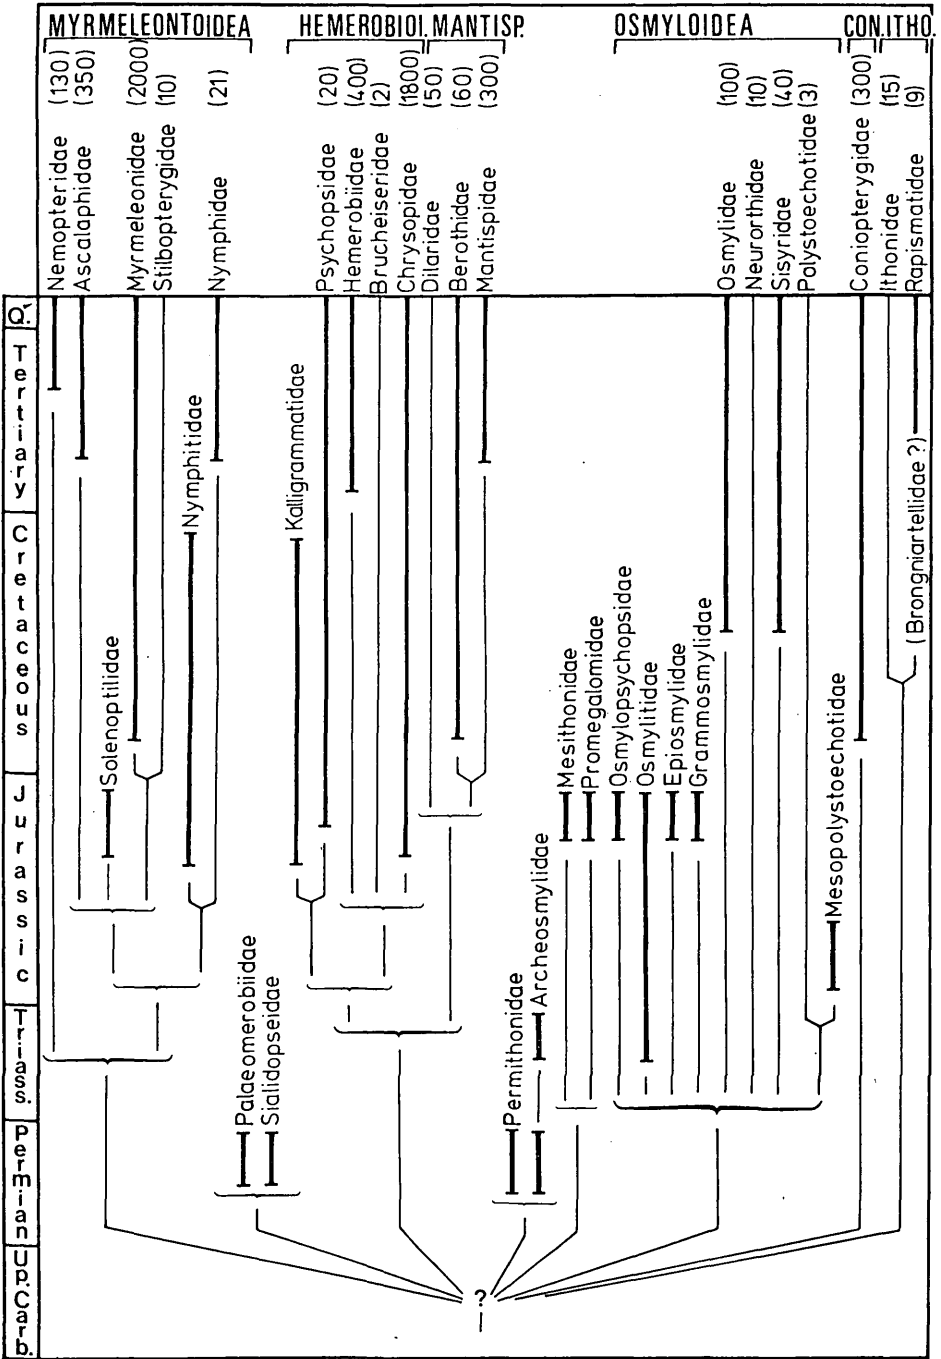 MYRMELEONTOIDEA
HEMEROBIOI.
MANTISP.
OSMYLOIDEA
CON.
ITHO.
Nemopteridae (130)
Ascalaphidae (350)
Myrmeleonidae (2000)
Stilbopterygidae (10)
Nymphidae (21)
Psychopsidae (20)
Hemerobiidae (400)
Brucheiseridae (2)
Chrysopidae (1800)
Dilaridae (50)
Berothidae (60)
Mantispidae (300)
Osmylidae (100)
Neurorthidae (10)
Sisyridae (40)
Polystoechotidae (3)
Coniopterygidae (300)
Ithonidae (15)
Rapismatidae (9)
Q.
Tertiary
Cretaceous
Jurassic
Triass.
Permian
Up.Carb.
Solenoptilidae
Nymphitidae
Palaeomerobiidae
Sialidopseidae
Kalligrammatidae
Permithonidae
Archeosmylidae
Mesithonidae
Promegalomidae
Osmylopsychopsidae
Osmylitidae
Epiosmylidae
Grammosmylidae
Mesopolystoechotidae
(Brongniartellidae ?)
?